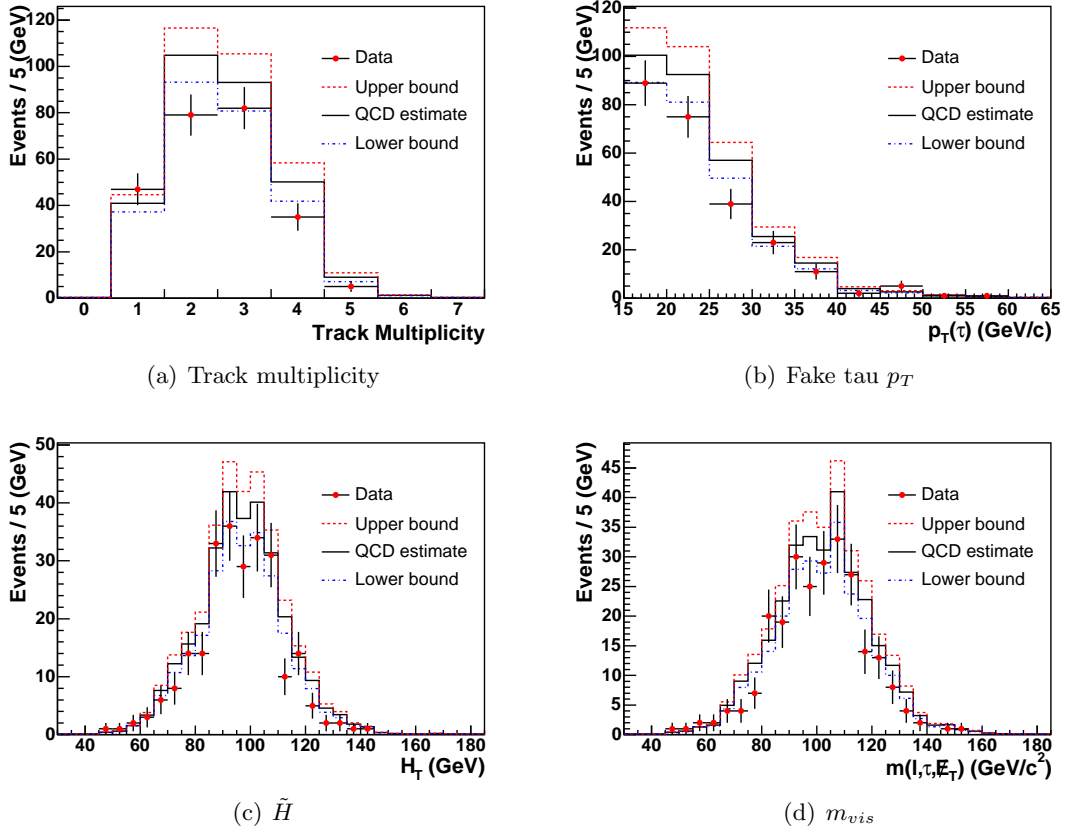 Events / 5 (GeV)
120
100
80
60
40
20
0
Data
Upper bound
QCD estimate
Lower bound
0 1 2 3 4 5 6 7
Track Multiplicity
(a) Track multiplicity
Events / 5 (GeV)
120
100
80
60
40
20
0
Data
Upper bound
QCD estimate
Lower bound
15 20 25 30 35 40 45 50 55 60 65
p_T(τ) (GeV/c)
(b) Fake tau p_T
Events / 5 (GeV)
50
40
30
20
10
0
Data
Upper bound
QCD estimate
Lower bound
40 60 80 100 120 140 160 180
H_T (GeV)
(c) H̃
Events / 5 (GeV)
45
40
35
30
25
20
15
10
5
0
Data
Upper bound
QCD estimate
Lower bound
40 60 80 100 120 140 160 180
m(l,τ,E̸_T) (GeV/c²)
(d) m_vis